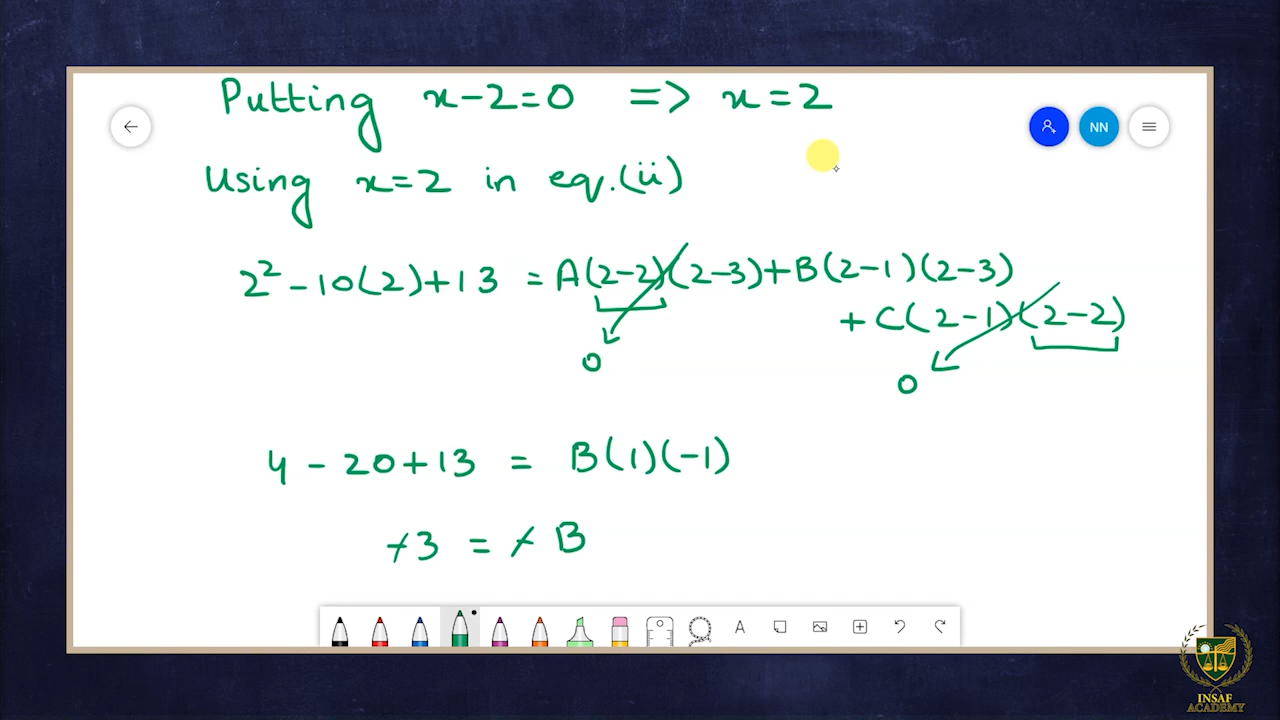 Putting x-2=0 => x=2
NN
Using x=2 in eq.(ii)
2²-10(2)+13 = A(2-2)(2-3)+B(2-1)(2-3)
+ C(2-1)(2-2)
0
0
4-20+13 = B(1)(-1)
-3 = -B
A
INSAF
ACADEMY